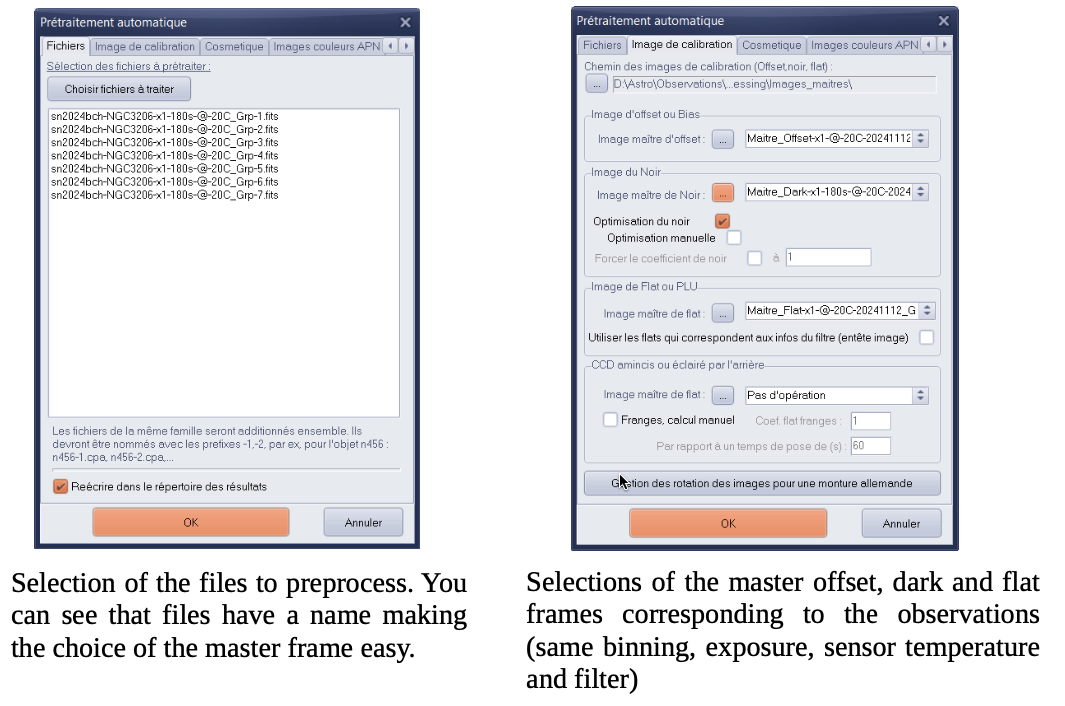 Prétraitement automatique
Fichiers Image de calibration Cosmetique Images couleurs APN
Sélection des fichiers à prétraiter :
Choisir fichiers à traiter
sn2024bch-NGC3206-x1-180s-@-20C_Grp-1.fits
sn2024bch-NGC3206-x1-180s-@-20C_Grp-2.fits
sn2024bch-NGC3206-x1-180s-@-20C_Grp-3.fits
sn2024bch-NGC3206-x1-180s-@-20C_Grp-4.fits
sn2024bch-NGC3206-x1-180s-@-20C_Grp-5.fits
sn2024bch-NGC3206-x1-180s-@-20C_Grp-6.fits
sn2024bch-NGC3206-x1-180s-@-20C_Grp-7.fits
Les fichiers de la même famille seront additionnés ensemble. Ils
devront être nommés avec les prefixes -1,-2, par ex, pour l'objet n456 :
n456-1.cpa, n456-2.cpa,...
Reécrire dans le répertoire des résultats
OK Annuler
Selection of the files to preprocess. You
can see that files have a name making
the choice of the master frame easy.
Prétraitement automatique
Fichiers Image de calibration Cosmetique Images couleurs APN
Chemin des images de calibration (Offset,noir, flat) :
... D:\Astro\Observations\...essing\Images_maitres\
Image d'offset ou Bias
Image maître d'offset : ... Maitre_Offset-x1-@-20C-20241112
Image du Noir
Image maître de Noir : ... Maitre_Dark-x1-180s-@-20C-2024
Optimisation du noir
Optimisation manuelle
Forcer le coefficient de noir à 1
Image de Flat ou PLU
Image maître de flat : ... Maitre_Flat-x1-@-20C-20241112_G
Utiliser les flats qui correspondent aux infos du filtre (entête image)
CCD amincis ou éclairé par l'arrière
Image maître de flat : ... Pas d'opération
Franges, calcul manuel Coef. flat franges : 1
Par rapport à un temps de pose de (s) : 60
Gestion des rotation des images pour une monture allemande
OK Annuler
Selections of the master offset, dark and flat
frames corresponding to the observations
(same binning, exposure, sensor temperature
and filter)